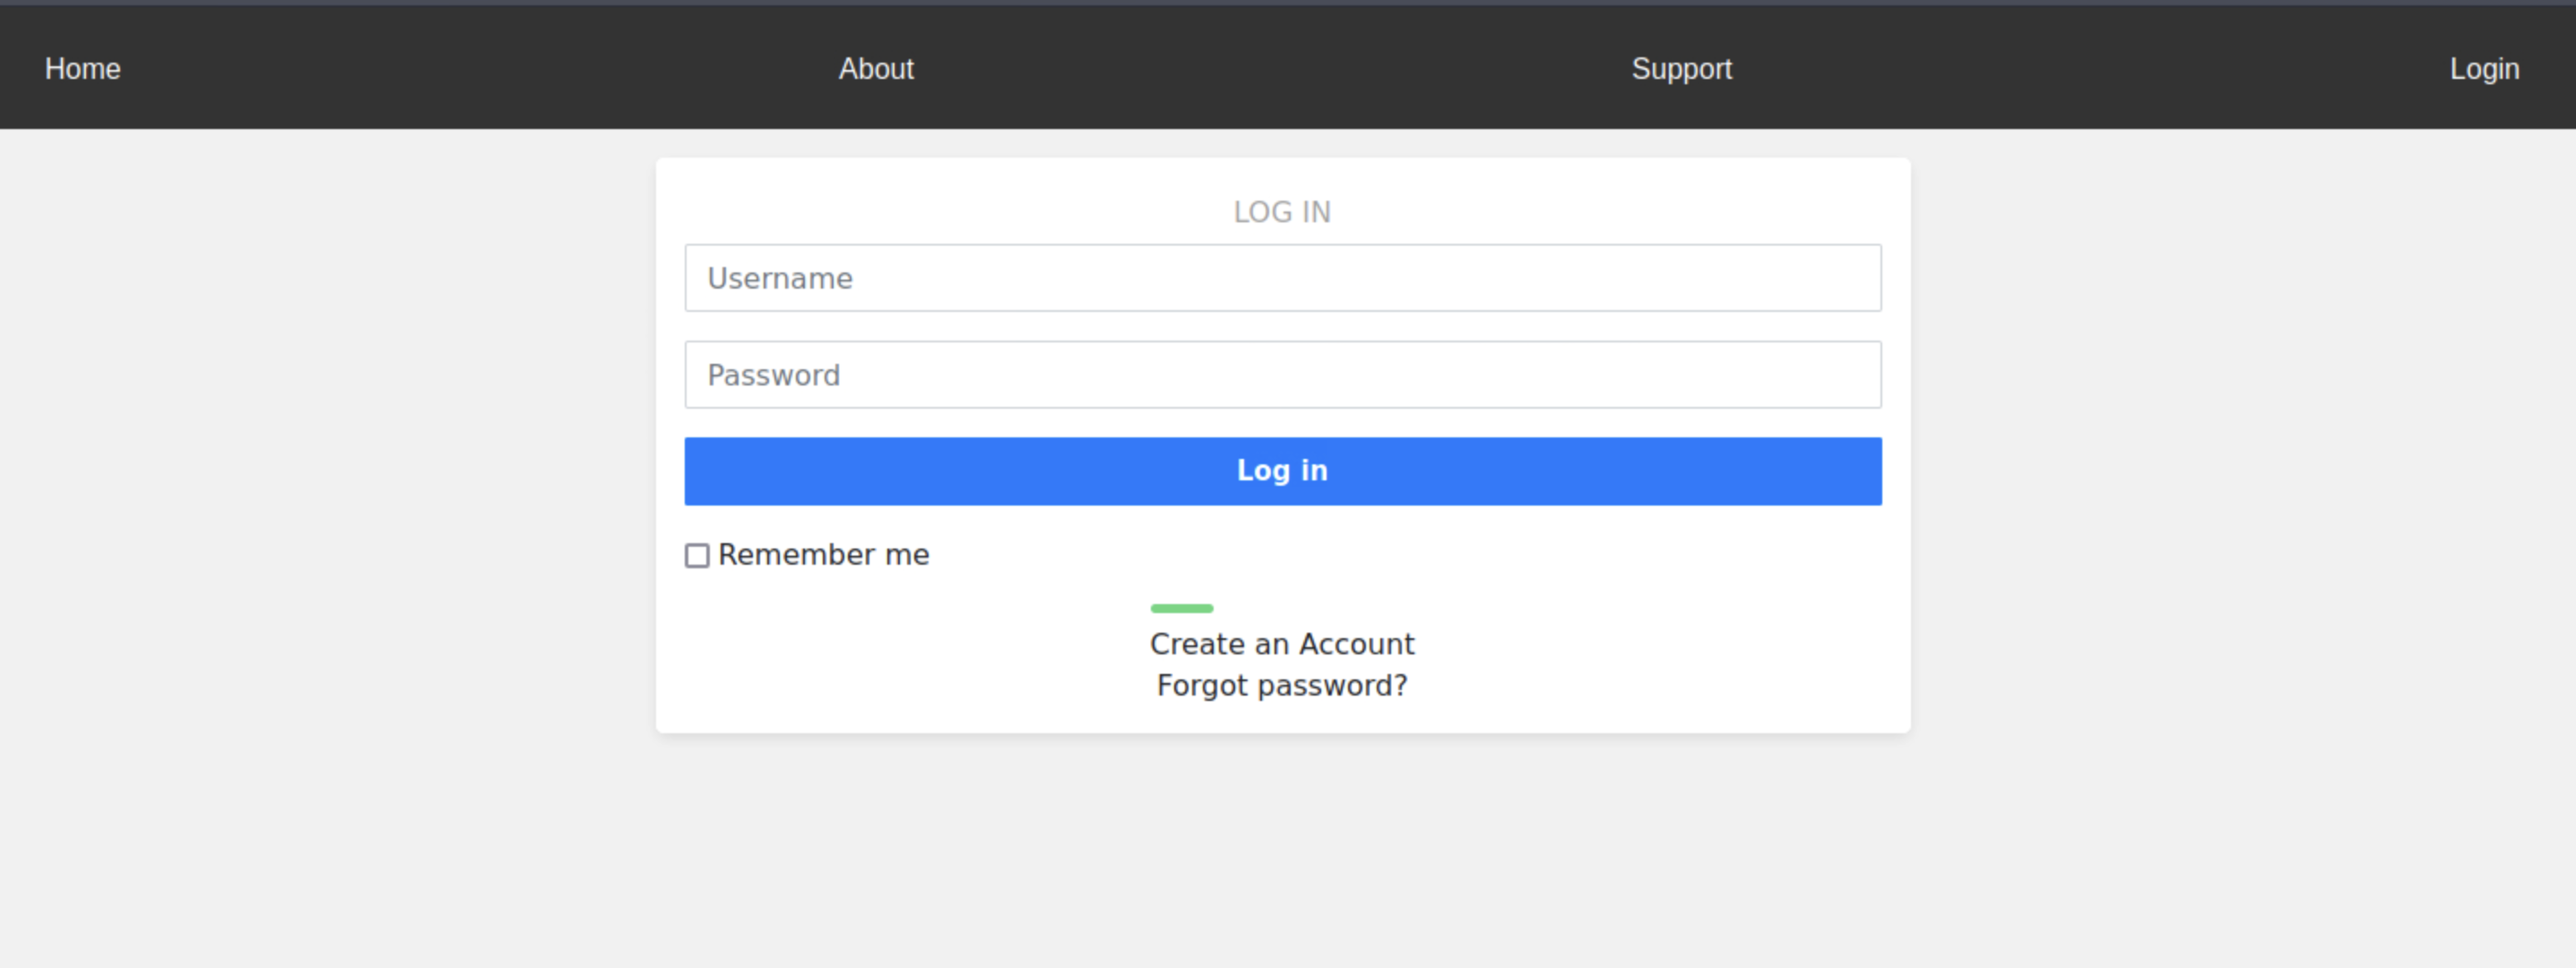 Home About Support Login
LOG IN
Username
Password
Log in
Remember me
Create an Account
Forgot password?